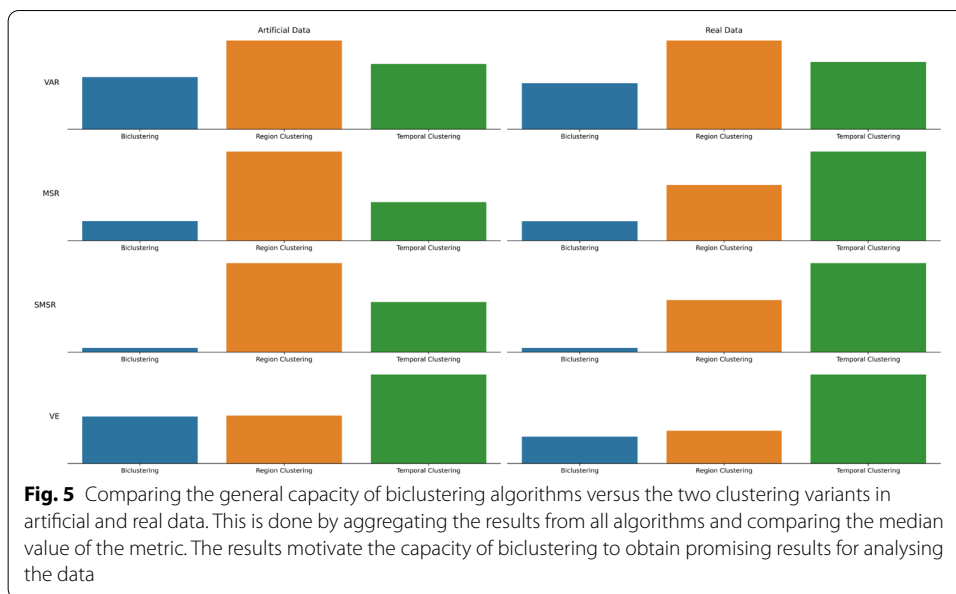 Artificial Data
Real Data
VAR
Biclustering
Region Clustering
Temporal Clustering
Biclustering
Region Clustering
Temporal Clustering
MSR
Biclustering
Region Clustering
Temporal Clustering
Biclustering
Region Clustering
Temporal Clustering
SMSR
Biclustering
Region Clustering
Temporal Clustering
Biclustering
Region Clustering
Temporal Clustering
VE
Biclustering
Region Clustering
Temporal Clustering
Biclustering
Region Clustering
Temporal Clustering
Fig. 5 Comparing the general capacity of biclustering algorithms versus the two clustering variants in
artificial and real data. This is done by aggregating the results from all algorithms and comparing the median
value of the metric. The results motivate the capacity of biclustering to obtain promising results for analysing
the data